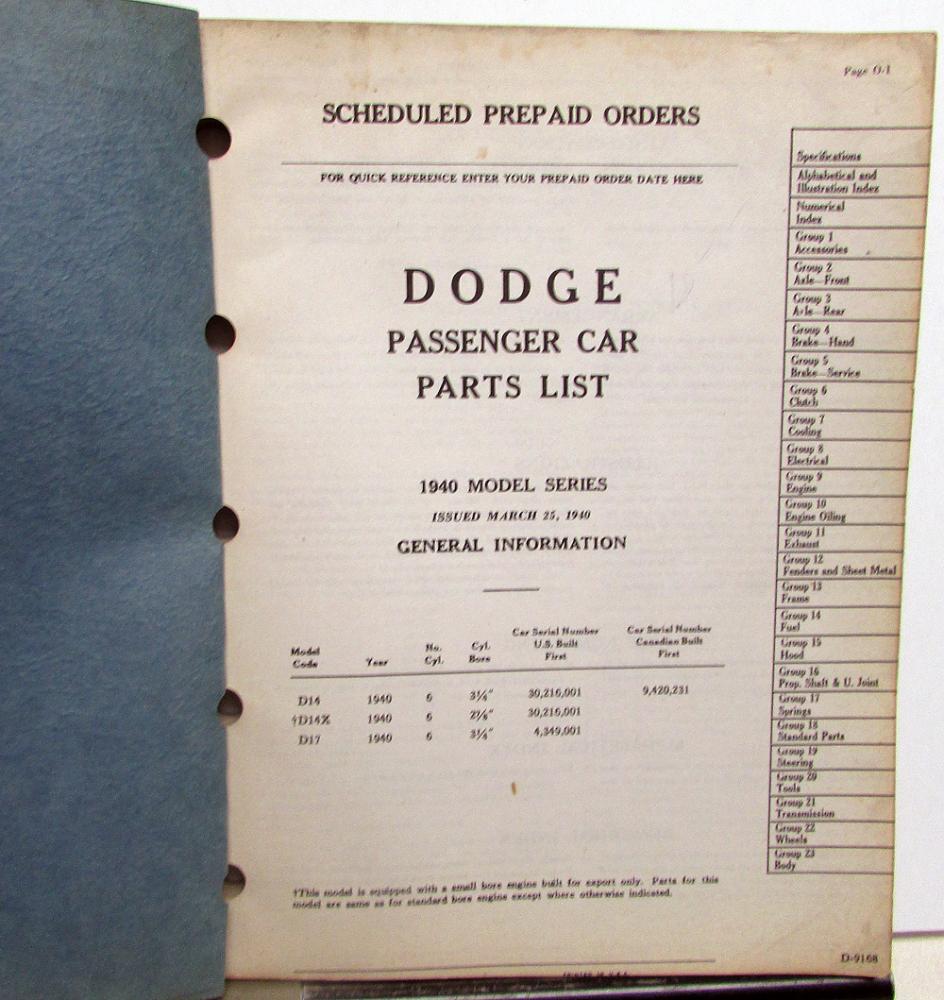 Page 0-1
SCHEDULED PREPAID ORDERS
FOR QUICK REFERENCE ENTER YOUR PREPAID ORDER DATE HERE
DODGE
PASSENGER CAR
PARTS LIST
1940 MODEL SERIES
ISSUED MARCH 25, 1940
GENERAL INFORMATION
Model Code Year No. Cyl. Cyl. Bore Car Serial Number U.S. Built First Car Serial Number Canadian Built First
D14 1940 6 3¼″ 30,216,001 9,420,231
†D14X 1940 6 2⅞″ 30,216,001
D17 1940 6 3¼″ 4,349,001
†This model is equipped with a small bore engine built for export only. Parts for this
model are same as for standard bore engine except where otherwise indicated.
Specifications
Alphabetical and
Illustration Index
Numerical
Index
Group 1
Accessories
Group 2
Axle—Front
Group 3
Axle—Rear
Group 4
Brake—Hand
Group 5
Brake—Service
Group 6
Clutch
Group 7
Cooling
Group 8
Electrical
Group 9
Engine
Group 10
Engine Oiling
Group 11
Exhaust
Group 12
Fenders and Sheet Metal
Group 13
Frame
Group 14
Fuel
Group 15
Hood
Group 16
Prop. Shaft & U. Joint
Group 17
Springs
Group 18
Standard Parts
Group 19
Steering
Group 20
Tools
Group 21
Transmission
Group 22
Wheels
Group 23
Body
D-9168